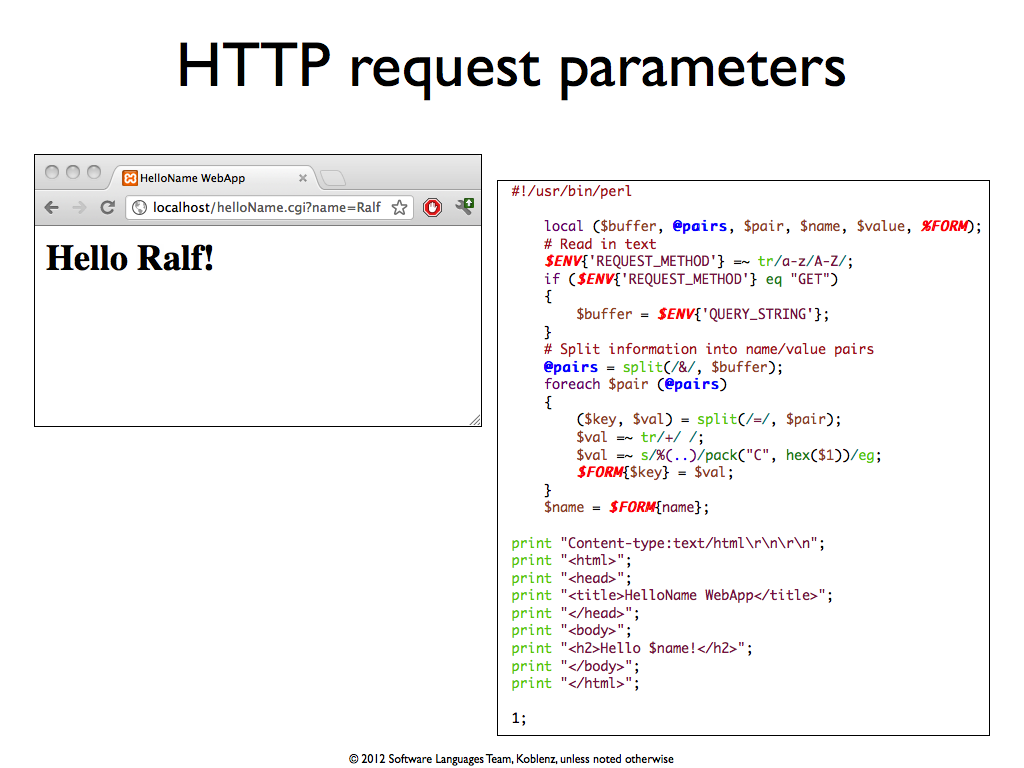 HTTP request parameters
HelloName WebApp
localhost/helloName.cgi?name=Ralf
Hello Ralf!
#!/usr/bin/perl
local ($buffer, @pairs, $pair, $name, $value, %FORM);
# Read in text
$ENV{'REQUEST_METHOD'} =~ tr/a-z/A-Z/;
if ($ENV{'REQUEST_METHOD'} eq "GET")
{
$buffer = $ENV{'QUERY_STRING'};
}
# Split information into name/value pairs
@pairs = split(/&/, $buffer);
foreach $pair (@pairs)
{
($key, $val) = split(/=/, $pair);
$val =~ tr/+/ /;
$val =~ s/%(..)/pack("C", hex($1))/eg;
$FORM{$key} = $val;
}
$name = $FORM{name};
print "Content-type:text/html\r\n\r\n";
print "<html>";
print "<head>";
print "<title>HelloName WebApp</title>";
print "</head>";
print "<body>";
print "<h2>Hello $name!</h2>";
print "</body>";
print "</html>";
1;
© 2012 Software Languages Team, Koblenz, unless noted otherwise